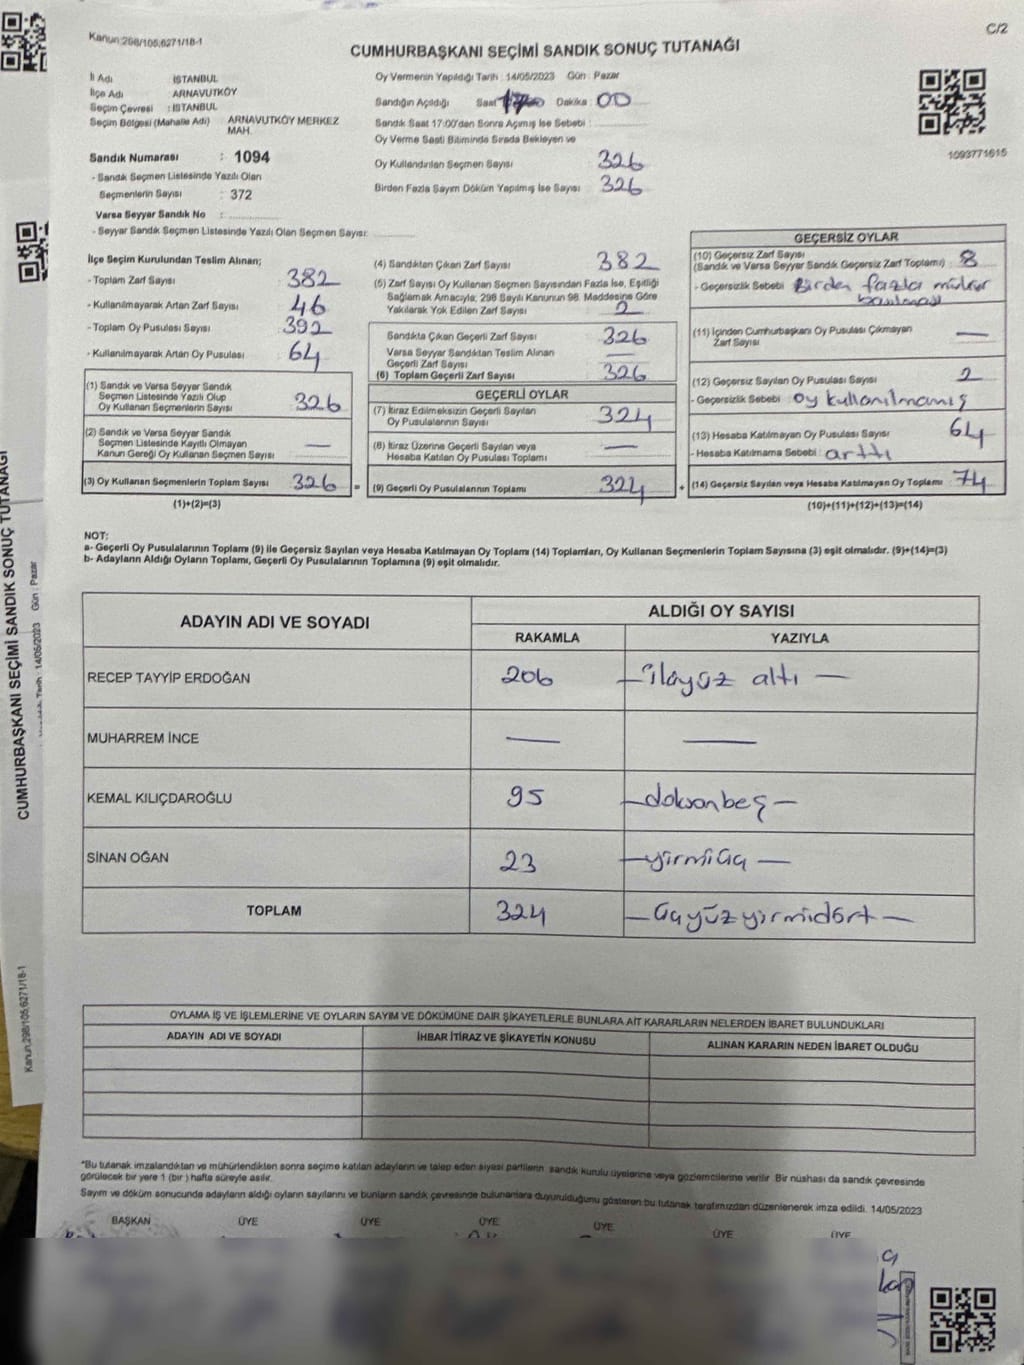 Kanun;298/105;6271/18-1
C/2
CUMHURBAŞKANI SEÇİMİ SANDIK SONUÇ TUTANAĞI
İl Adı İSTANBUL
İlçe Adı ARNAVUTKÖY
Seçim Çevresi : İSTANBUL
Seçim Bölgesi (Mahalle Adı) ARNAVUTKÖY MERKEZ
MAH.
Sandık Numarası : 1094
- Sandık Seçmen Listesinde Yazılı Olan
Seçmenlerin Sayısı : 372
Varsa Seyyar Sandık No :
- Seyyar Sandık Seçmen Listesinde Yazılı Olan Seçmen Sayısı:
Oy Vermenin Yapıldığı Tarih : 14/05/2023 Gün : Pazar
Sandığın Açıldığı Saat Dakika : 00
Sandık Saat 17:00'den Sonra Açımış İse Sebebi :
Oy Verme Saati Bitiminde Sırada Bekleyen ve
Oy Kullandırılan Seçmen Sayısı 326
Birden Fazla Sayım Döküm Yapılmış İse Sayısı 326
1093771615
İlçe Seçim Kurulundan Teslim Alınan;
- Toplam Zarf Sayısı : 382
- Kullanılmayarak Artan Zarf Sayısı : 46
- Toplam Oy Pusulası Sayısı : 392
- Kullanılmayarak Artan Oy Pusulası : 64
(1) Sandık ve Varsa Seyyar Sandık
Seçmen Listesinde Yazılı Olup
Oy Kullanan Seçmenlerin Sayısı 326
(2) Sandık ve Varsa Seyyar Sandık
Seçmen Listesinde Kayıtlı Olmayan
Kanun Gereği Oy Kullanan Seçmen Sayısı —
(3) Oy Kullanan Seçmenlerin Toplam Sayısı 326 =
(1)+(2)=(3)
(4) Sandıktan Çıkan Zarf Sayısı 382
(5) Zarf Sayısı Oy Kullanan Seçmen Sayısından Fazla İse, Eşitliği
Sağlamak Amacıyla; 298 Sayılı Kanunun 98. Maddesine Göre
Yakılarak Yok Edilen Zarf Sayısı 2
Sandıkta Çıkan Geçerli Zarf Sayısı 326
Varsa Seyyar Sandıktan Teslim Alınan
Geçerli Zarf Sayısı —
(6) Toplam Geçerli Zarf Sayısı 326
GEÇERLİ OYLAR
(7) İtiraz Edilmeksizin Geçerli Sayılan
Oy Pusulalarının Sayısı 324
(8) İtiraz Üzerine Geçerli Sayılan veya
Hesaba Katılan Oy Pusulası Toplamı —
(9) Geçerli Oy Pusulalarının Toplamı 324 +
GEÇERSİZ OYLAR
(10) Geçersiz Zarf Sayısı
(Sandık ve Varsa Seyyar Sandık Geçersiz Zarf Toplamı) : 8
- Geçersizlik Sebebi Birden fazla mühür
(11) İçinden Cumhurbaşkanı Oy Pusulası Çıkmayan
Zarf Sayısı —
(12) Geçersiz Sayılan Oy Pusulası Sayısı 2
- Geçersizlik Sebebi : oy kullanılmamış
(13) Hesaba Katılmayan Oy Pusulası Sayısı 64
- Hesaba Katılmama Sebebi : arttı
(14) Geçersiz Sayılan veya Hesaba Katılmayan Oy Toplamı 74
(10)+(11)+(12)+(13)=(14)
NOT:
a- Geçerli Oy Pusulalarının Toplamı (9) ile Geçersiz Sayılan veya Hesaba Katılmayan Oy Toplamı (14) Toplamları, Oy Kullanan Seçmenlerin Toplam Sayısına (3) eşit olmalıdır. (9)+(14)=(3)
b- Adayların Aldığı Oyların Toplamı, Geçerli Oy Pusulalarının Toplamına (9) eşit olmalıdır.
ADAYIN ADI VE SOYADI ALDIĞI OY SAYISI
RAKAMLA YAZIYLA
RECEP TAYYİP ERDOĞAN 206 — ikiyüz altı —
MUHARREM İNCE — —
KEMAL KILIÇDAROĞLU 95 — doksanbeş —
SİNAN OĞAN 23 — yirmiüç —
TOPLAM 324 — üçyüzyirmidört —
OYLAMA İŞ VE İŞLEMLERİNE VE OYLARIN SAYIM VE DÖKÜMÜNE DAİR ŞİKAYETLERLE BUNLARA AİT KARARLARIN NELERDEN İBARET BULUNDUKLARI
ADAYIN ADI VE SOYADI İHBAR İTİRAZ VE ŞİKAYETİN KONUSU ALINAN KARARIN NEDEN İBARET OLDUĞU
*Bu tutanak imzalandıktan ve mühürlendikten sonra seçime katılan adayların ve talep eden siyasi partilerin sandık kurulu üyelerine veya gözlemcilerine verilir. Bir nüshası da sandık çevresinde
görülecek bir yere 1 (bir) hafta süreyle asılır.
Sayım ve döküm sonucunda adayların aldığı oyların sayılarını ve bunların sandık çevresinde bulunanlara duyurulduğunu gösteren bu tutanak tarafımızdan düzenlenerek imza edildi. 14/05/2023
BAŞKAN ÜYE ÜYE ÜYE ÜYE ÜYE ÜYE
CUMHURBAŞKANI SEÇİMİ SANDIK SONUÇ TUTANAĞI
Tarih : 14/05/2023 Gün : Pazar
Kanun;298/105;6271/18-1